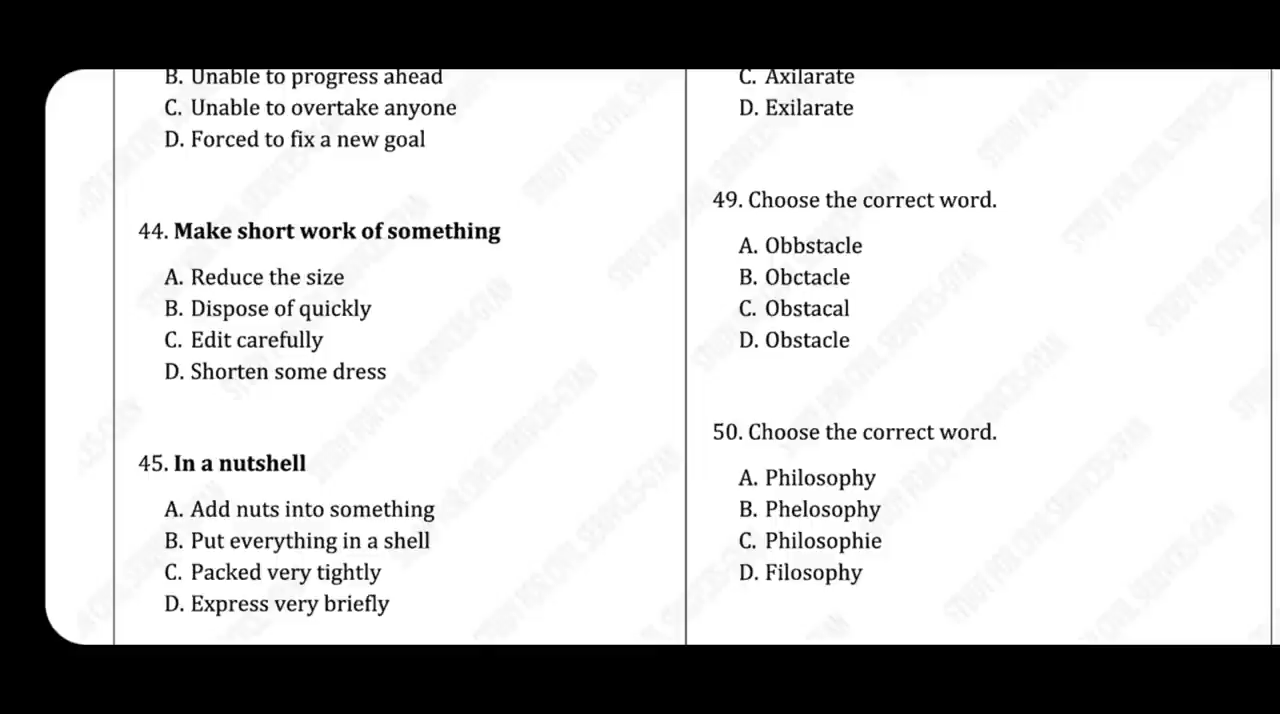 B. Unable to progress ahead
C. Unable to overtake anyone
D. Forced to fix a new goal
44. Make short work of something
A. Reduce the size
B. Dispose of quickly
C. Edit carefully
D. Shorten some dress
45. In a nutshell
A. Add nuts into something
B. Put everything in a shell
C. Packed very tightly
D. Express very briefly
C. Axilarate
D. Exilarate
49. Choose the correct word.
A. Obbstacle
B. Obctacle
C. Obstacal
D. Obstacle
50. Choose the correct word.
A. Philosophy
B. Phelosophy
C. Philosophie
D. Filosophy